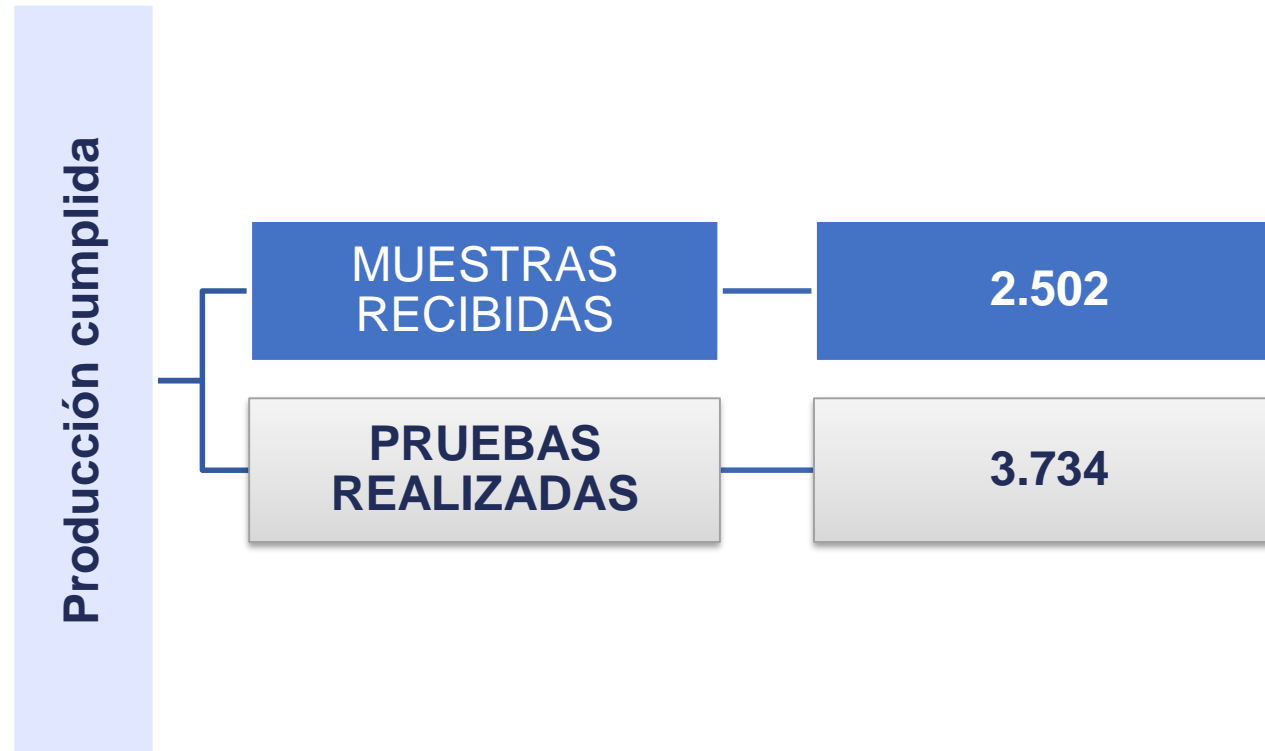 Producción cumplida
MUESTRAS
RECIBIDAS
2.502
PRUEBAS
REALIZADAS
3.734